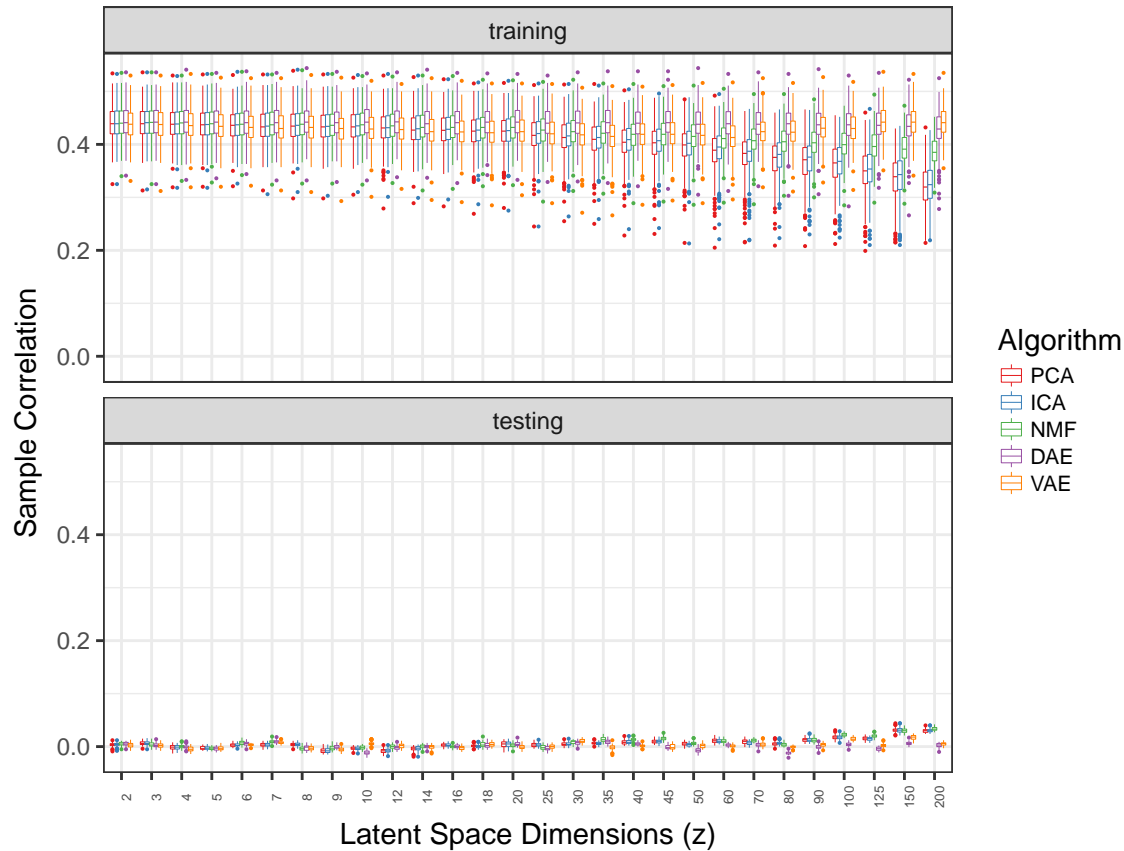 training
0.4
0.2
0.0
Sample Correlation
testing
0.4
0.2
0.0
2 3 4 5 6 7 8 9 10 12 14 16 18 20 25 30 35 40 45 50 60 70 80 90 100 125 150 200
Latent Space Dimensions (z)
Algorithm
PCA
ICA
NMF
DAE
VAE